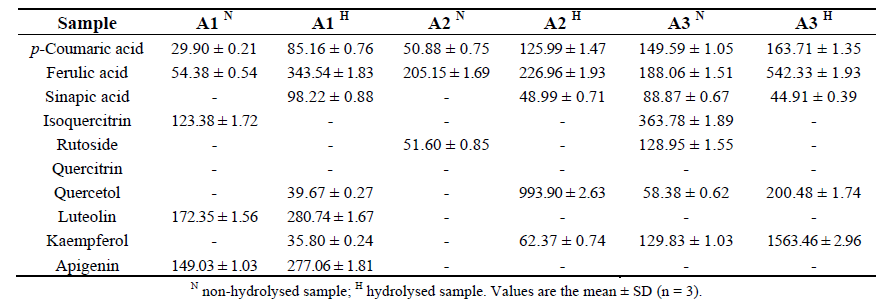 Sample A1 N A1 H A2 N A2 H A3 N A3 H
p-Coumaric acid 29.90 ± 0.21 85.16 ± 0.76 50.88 ± 0.75 125.99 ± 1.47 149.59 ± 1.05 163.71 ± 1.35
Ferulic acid 54.38 ± 0.54 343.54 ± 1.83 205.15 ± 1.69 226.96 ± 1.93 188.06 ± 1.51 542.33 ± 1.93
Sinapic acid - 98.22 ± 0.88 - 48.99 ± 0.71 88.87 ± 0.67 44.91 ± 0.39
Isoquercitrin 123.38 ± 1.72 - - - 363.78 ± 1.89 -
Rutoside - - 51.60 ± 0.85 - 128.95 ± 1.55 -
Quercitrin - - - - - -
Quercetol - 39.67 ± 0.27 - 993.90 ± 2.63 58.38 ± 0.62 200.48 ± 1.74
Luteolin 172.35 ± 1.56 280.74 ± 1.67 - - - -
Kaempferol - 35.80 ± 0.24 - 62.37 ± 0.74 129.83 ± 1.03 1563.46 ± 2.96
Apigenin 149.03 ± 1.03 277.06 ± 1.81 - - - -
N non-hydrolysed sample; H hydrolysed sample. Values are the mean ± SD (n = 3).